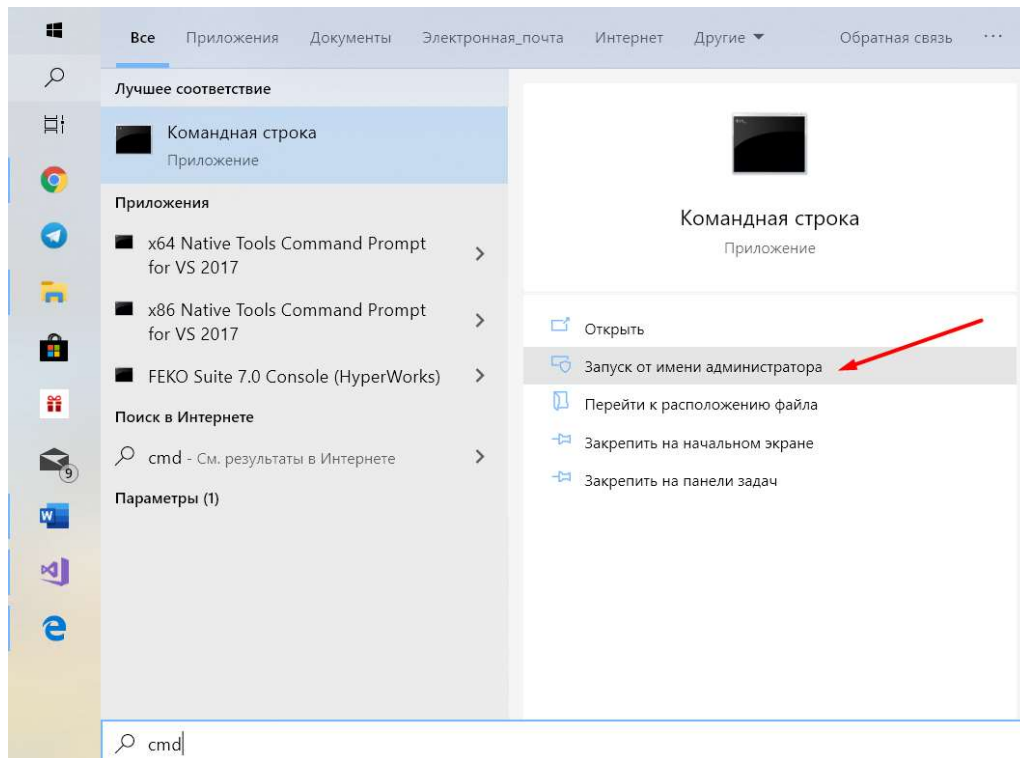 Все Приложения Документы Электронная_почта Интернет Другие Обратная связь ...
Лучшее соответствие
Командная строка
Приложение
Приложения
x64 Native Tools Command Prompt
for VS 2017
x86 Native Tools Command Prompt
for VS 2017
FEKO Suite 7.0 Console (HyperWorks)
Поиск в Интернете
cmd - См. результаты в Интернете
Параметры (1)
Командная строка
Приложение
Открыть
Запуск от имени администратора
Перейти к расположению файла
Закрепить на начальном экране
Закрепить на панели задач
9
W
cmd